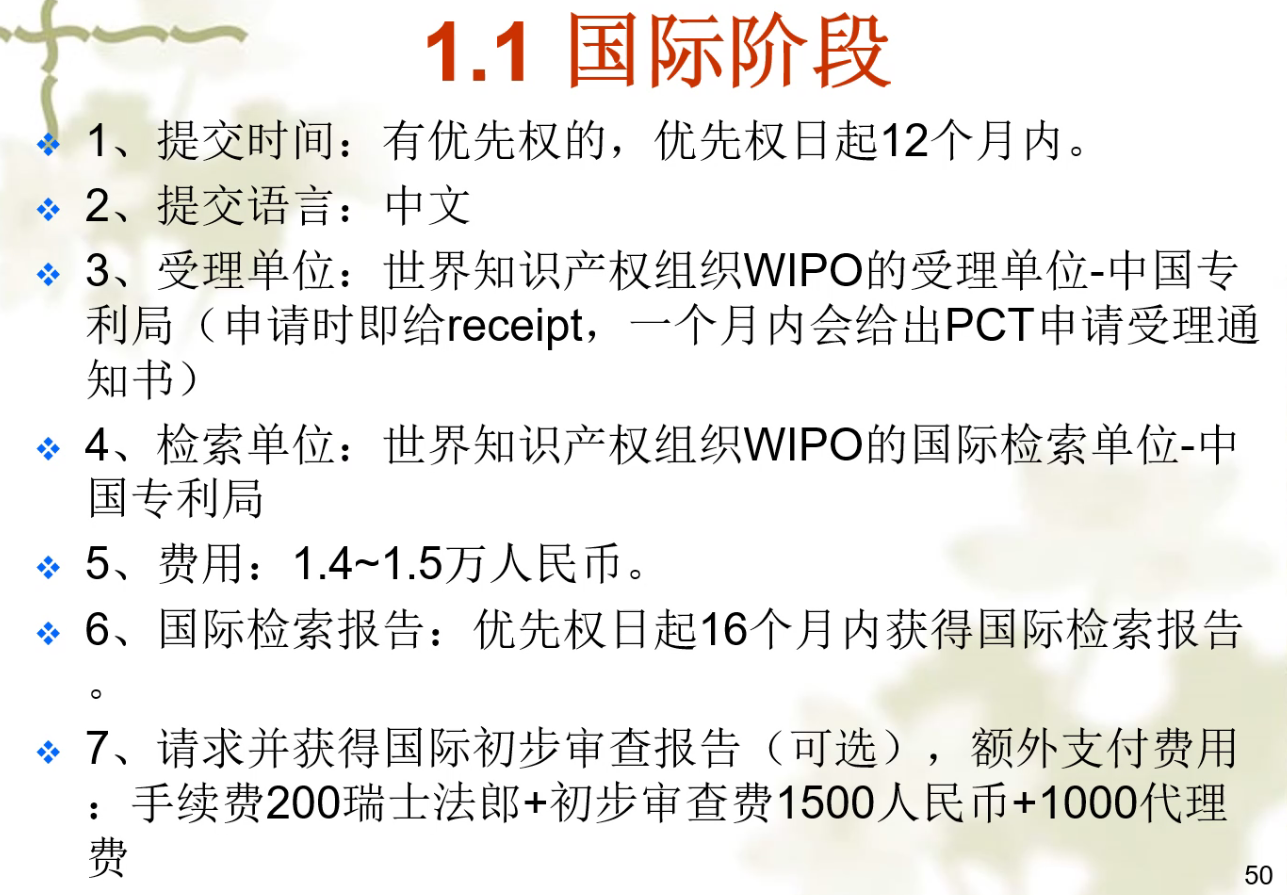 1.1 国际阶段
1、提交时间：有优先权的，优先权日起12个月内。
2、提交语言：中文
3、受理单位：世界知识产权组织WIPO的受理单位-中国专
利局（申请时即给receipt，一个月内会给出PCT申请受理通
知书）
4、检索单位：世界知识产权组织WIPO的国际检索单位-中
国专利局
5、费用：1.4~1.5万人民币。
6、国际检索报告：优先权日起16个月内获得国际检索报告
。
7、请求并获得国际初步审查报告（可选），额外支付费用
：手续费200瑞士法郎+初步审查费1500人民币+1000代理
费
50